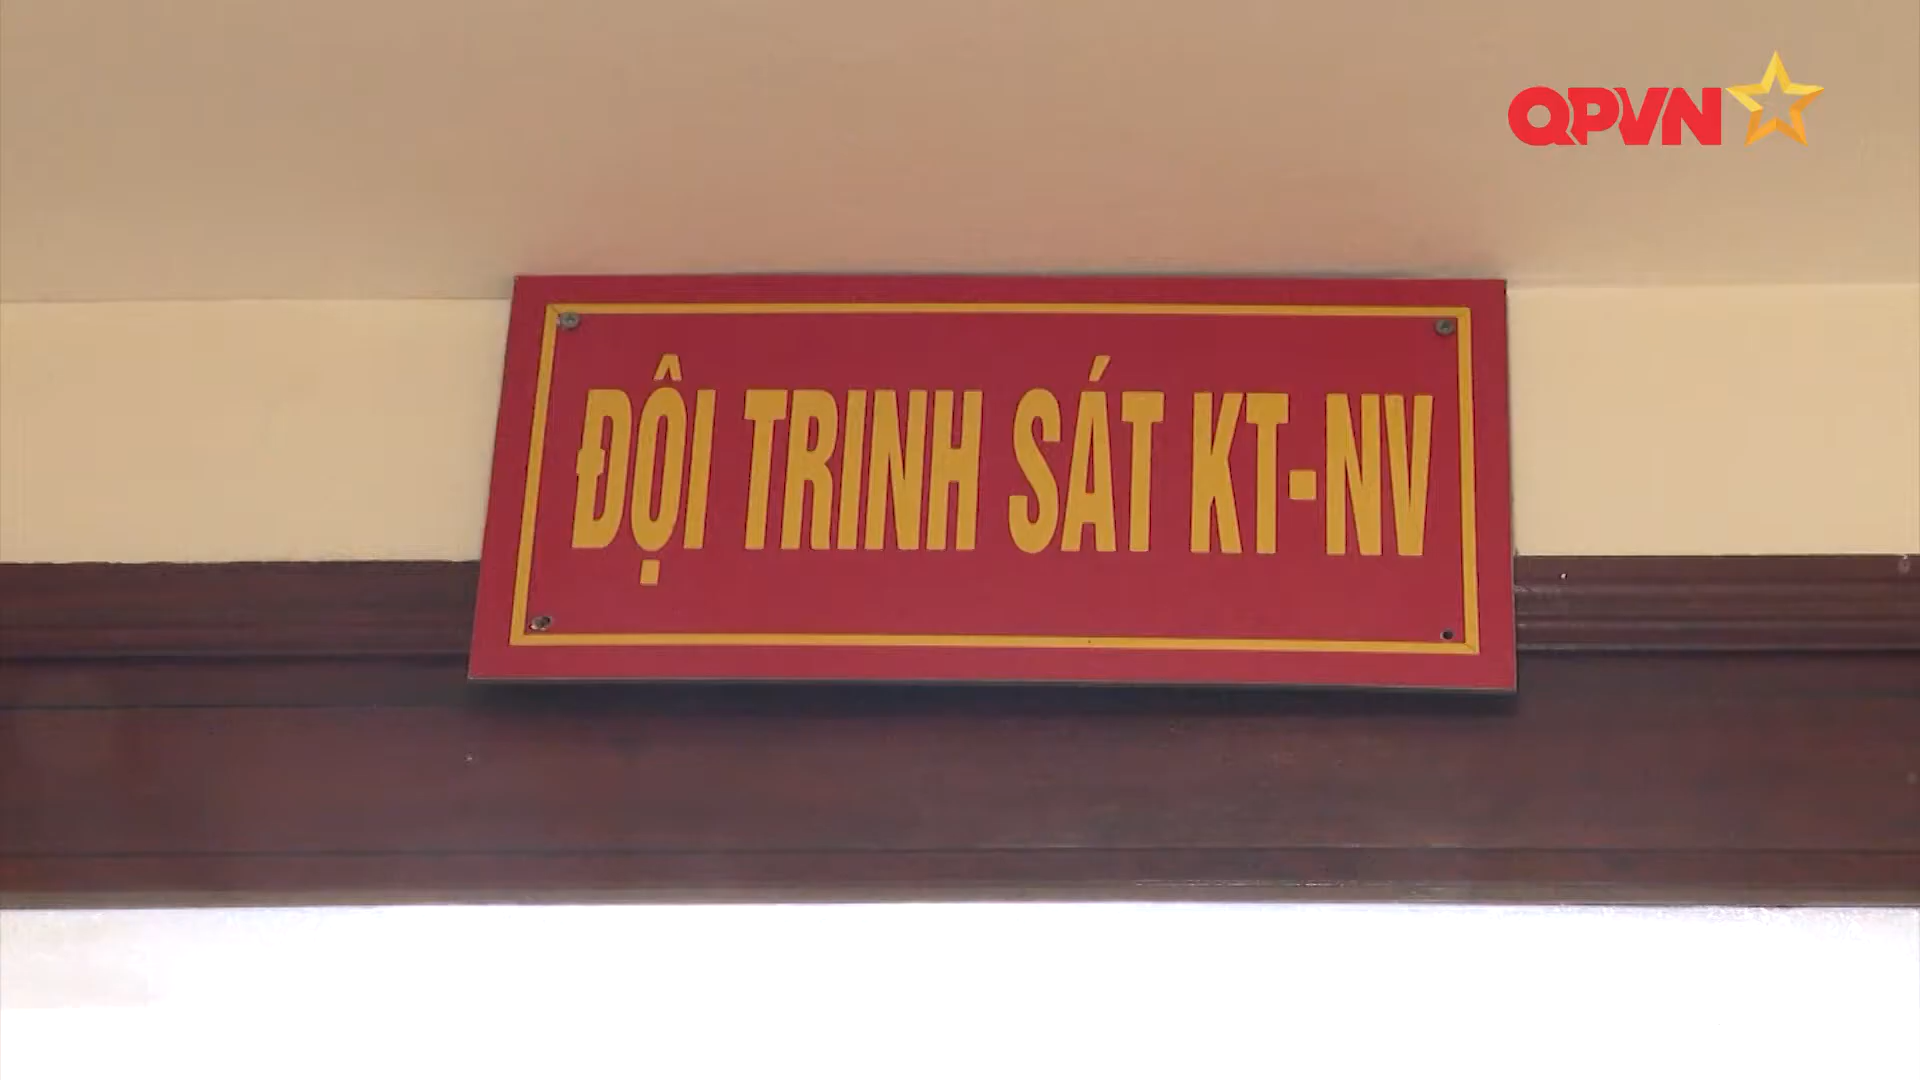 QPVN
ĐỘI TRINH SÁT KT-NV